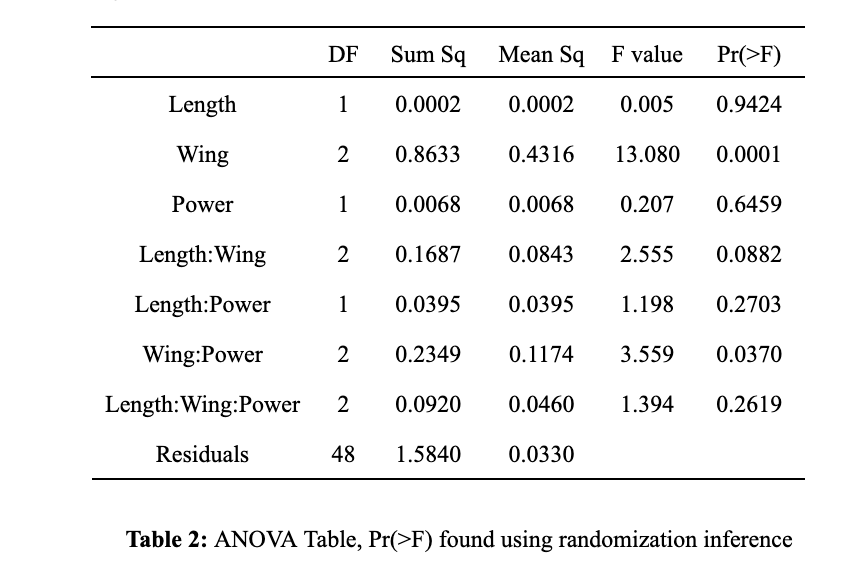 DF Sum Sq Mean Sq F value Pr(>F)
Length 1 0.0002 0.0002 0.005 0.9424
Wing 2 0.8633 0.4316 13.080 0.0001
Power 1 0.0068 0.0068 0.207 0.6459
Length:Wing 2 0.1687 0.0843 2.555 0.0882
Length:Power 1 0.0395 0.0395 1.198 0.2703
Wing:Power 2 0.2349 0.1174 3.559 0.0370
Length:Wing:Power 2 0.0920 0.0460 1.394 0.2619
Residuals 48 1.5840 0.0330
Table 2: ANOVA Table, Pr(>F) found using randomization inference